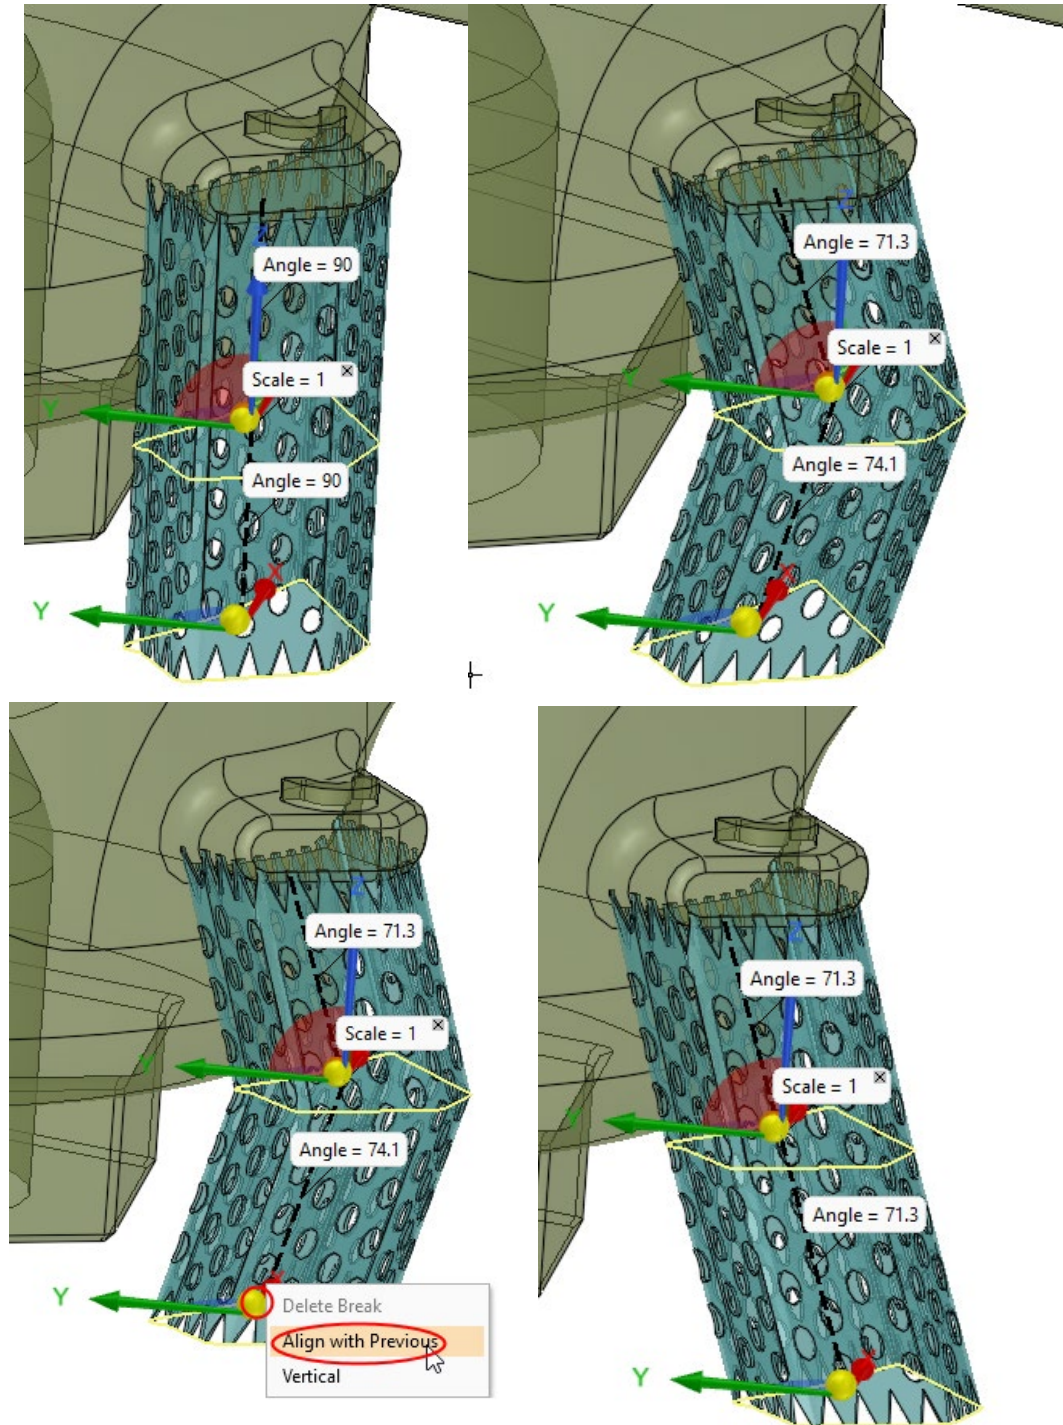 Z
Angle = 90
Scale = 1
Y
Angle = 90
X
Y
Z
Angle = 71.3
Scale = 1
Y
Angle = 74.1
X
Y
Z
Angle = 71.3
Scale = 1
Y
Angle = 74.1
X
Y
Delete Break
Align with Previous
Vertical
Z
Angle = 71.3
Scale = 1
Y
Angle = 71.3
X
Y